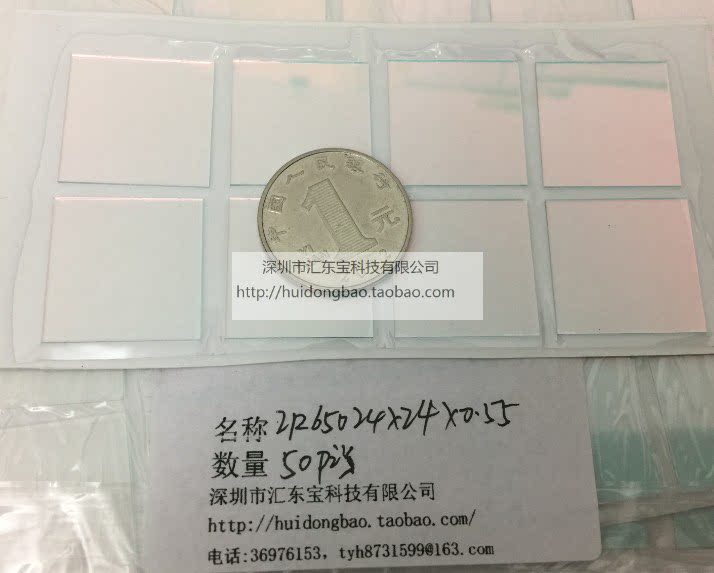 中国人民银行
1元
深圳市汇东宝科技有限公司
http://huidongbao.taobao.com/
名称 IR650 24X24X0.55
数量 50pcs
深圳市汇东宝科技有限公司
http://huidongbao.taobao.com/
电话:36976153, tyh8731599@163.com